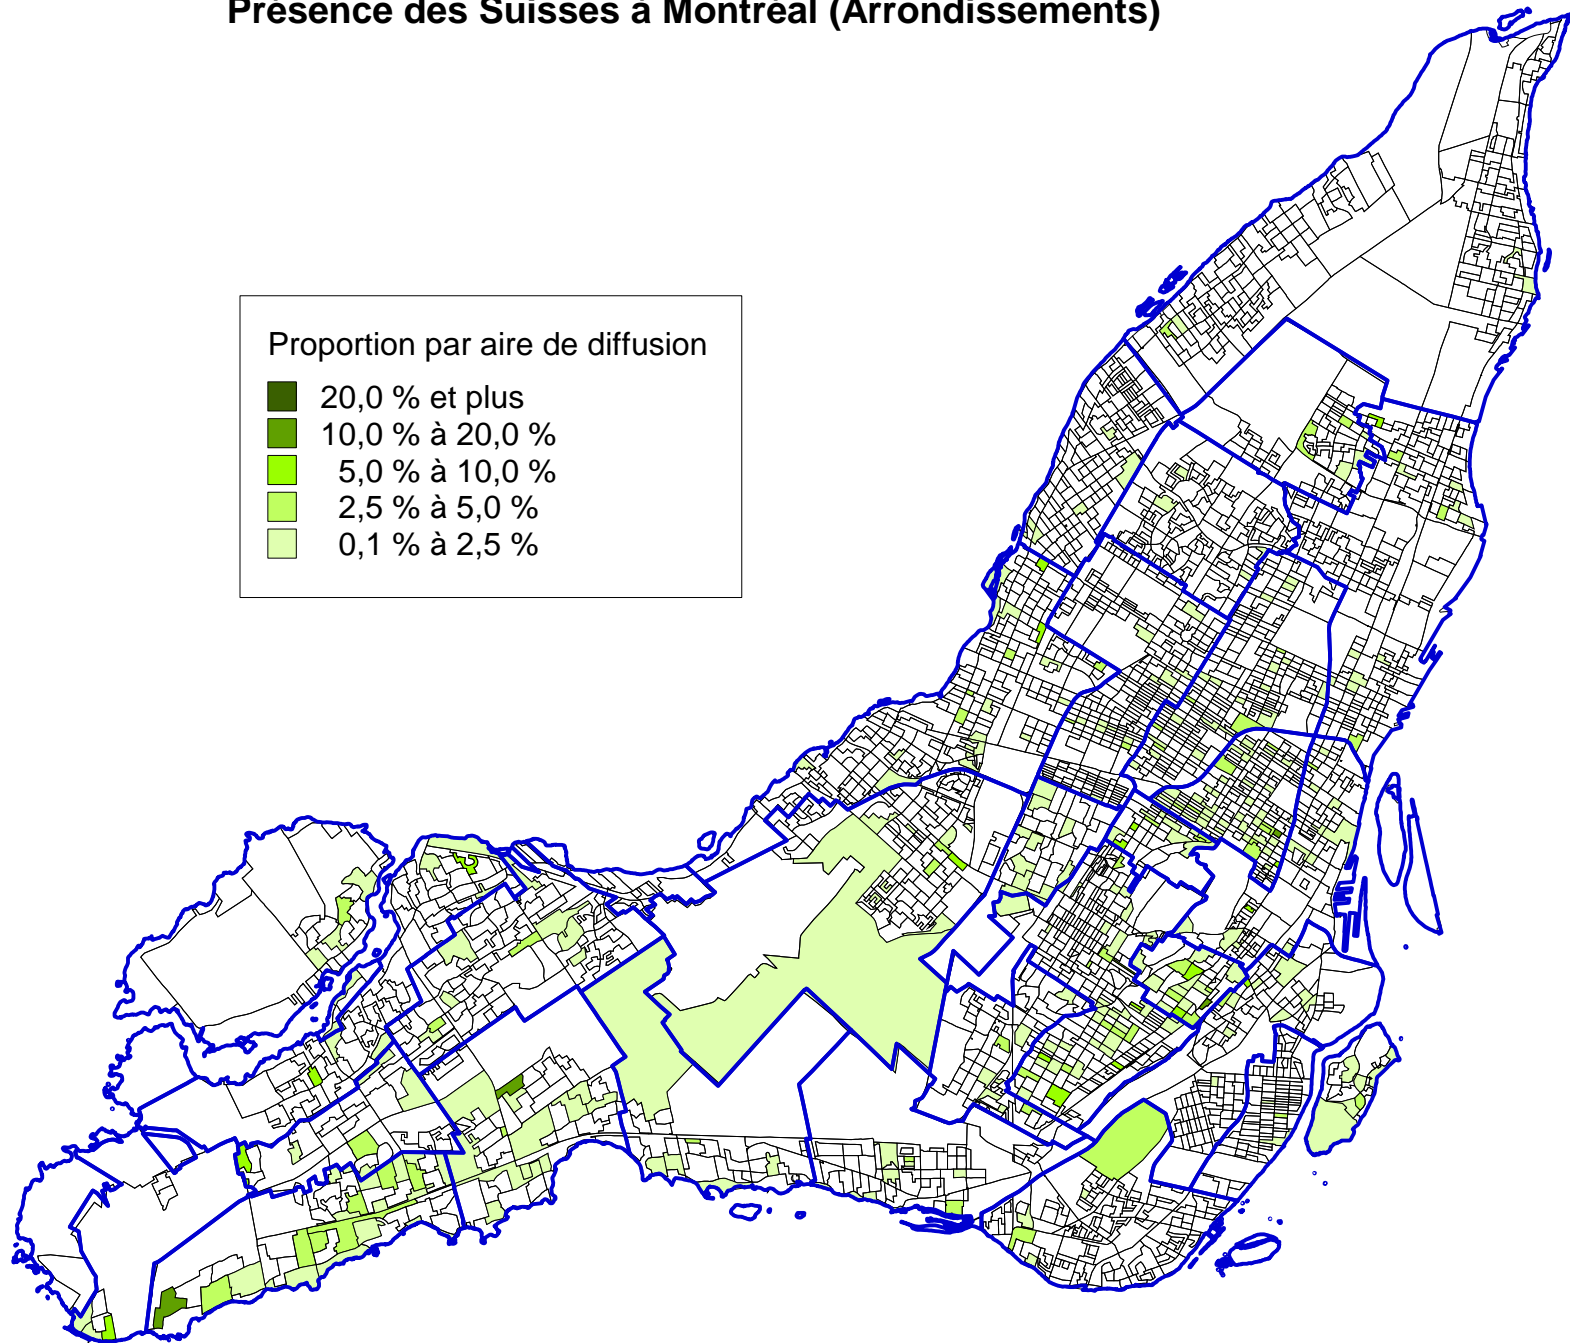 Présence des Suisses à Montréal (Arrondissements)
Proportion par aire de diffusion
20,0 % et plus
10,0 % à 20,0 %
5,0 % à 10,0 %
2,5 % à 5,0 %
0,1 % à 2,5 %